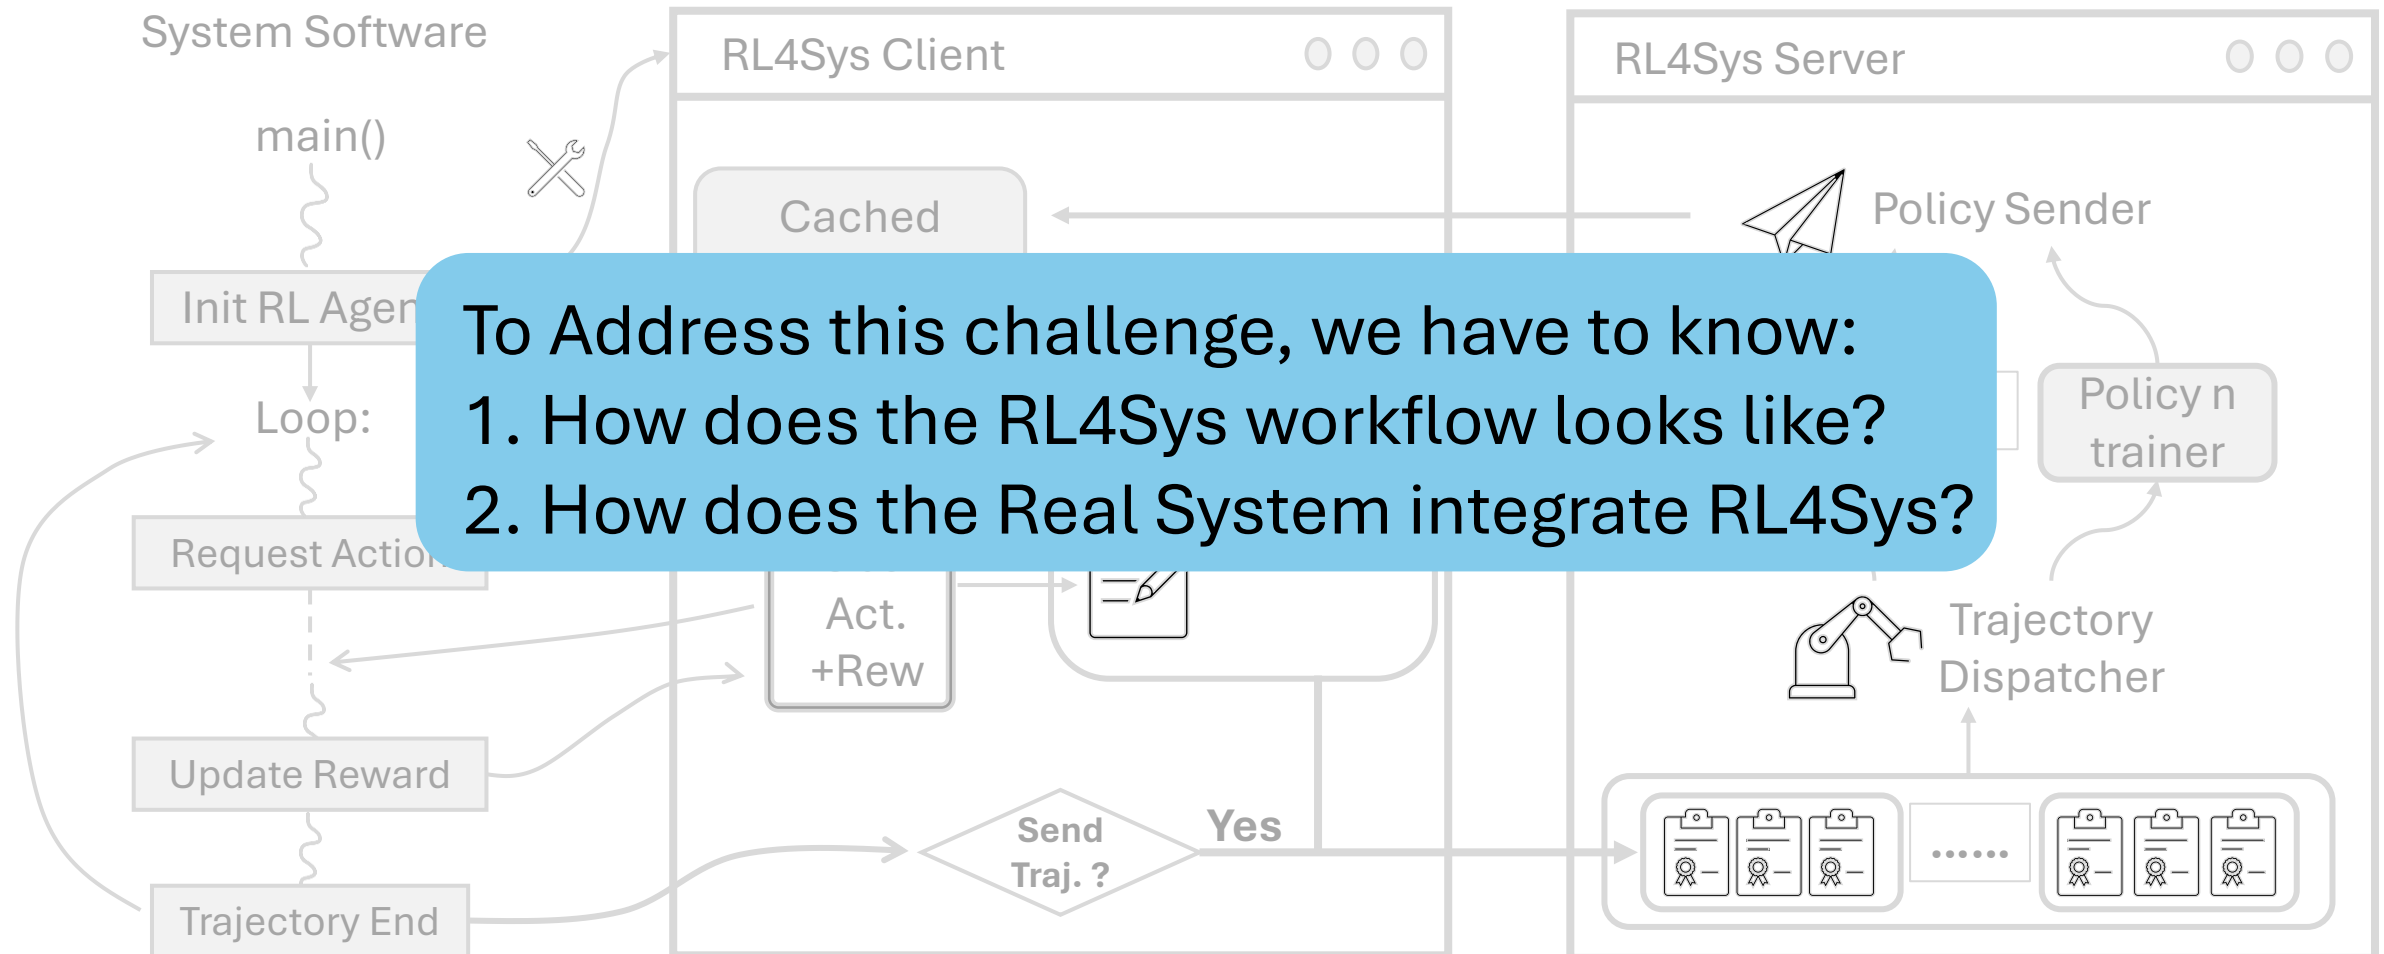 System Software
main()
Init RL Agen
Loop:
Request Action
Update Reward
Trajectory End
RL4Sys Client
Cached
To Address this challenge, we have to know:
1. How does the RL4Sys workflow looks like?
2. How does the Real System integrate RL4Sys?
Act.
+Rew
Send
Traj. ?
Yes
RL4Sys Server
Policy Sender
Policy n
trainer
Trajectory
Dispatcher
......